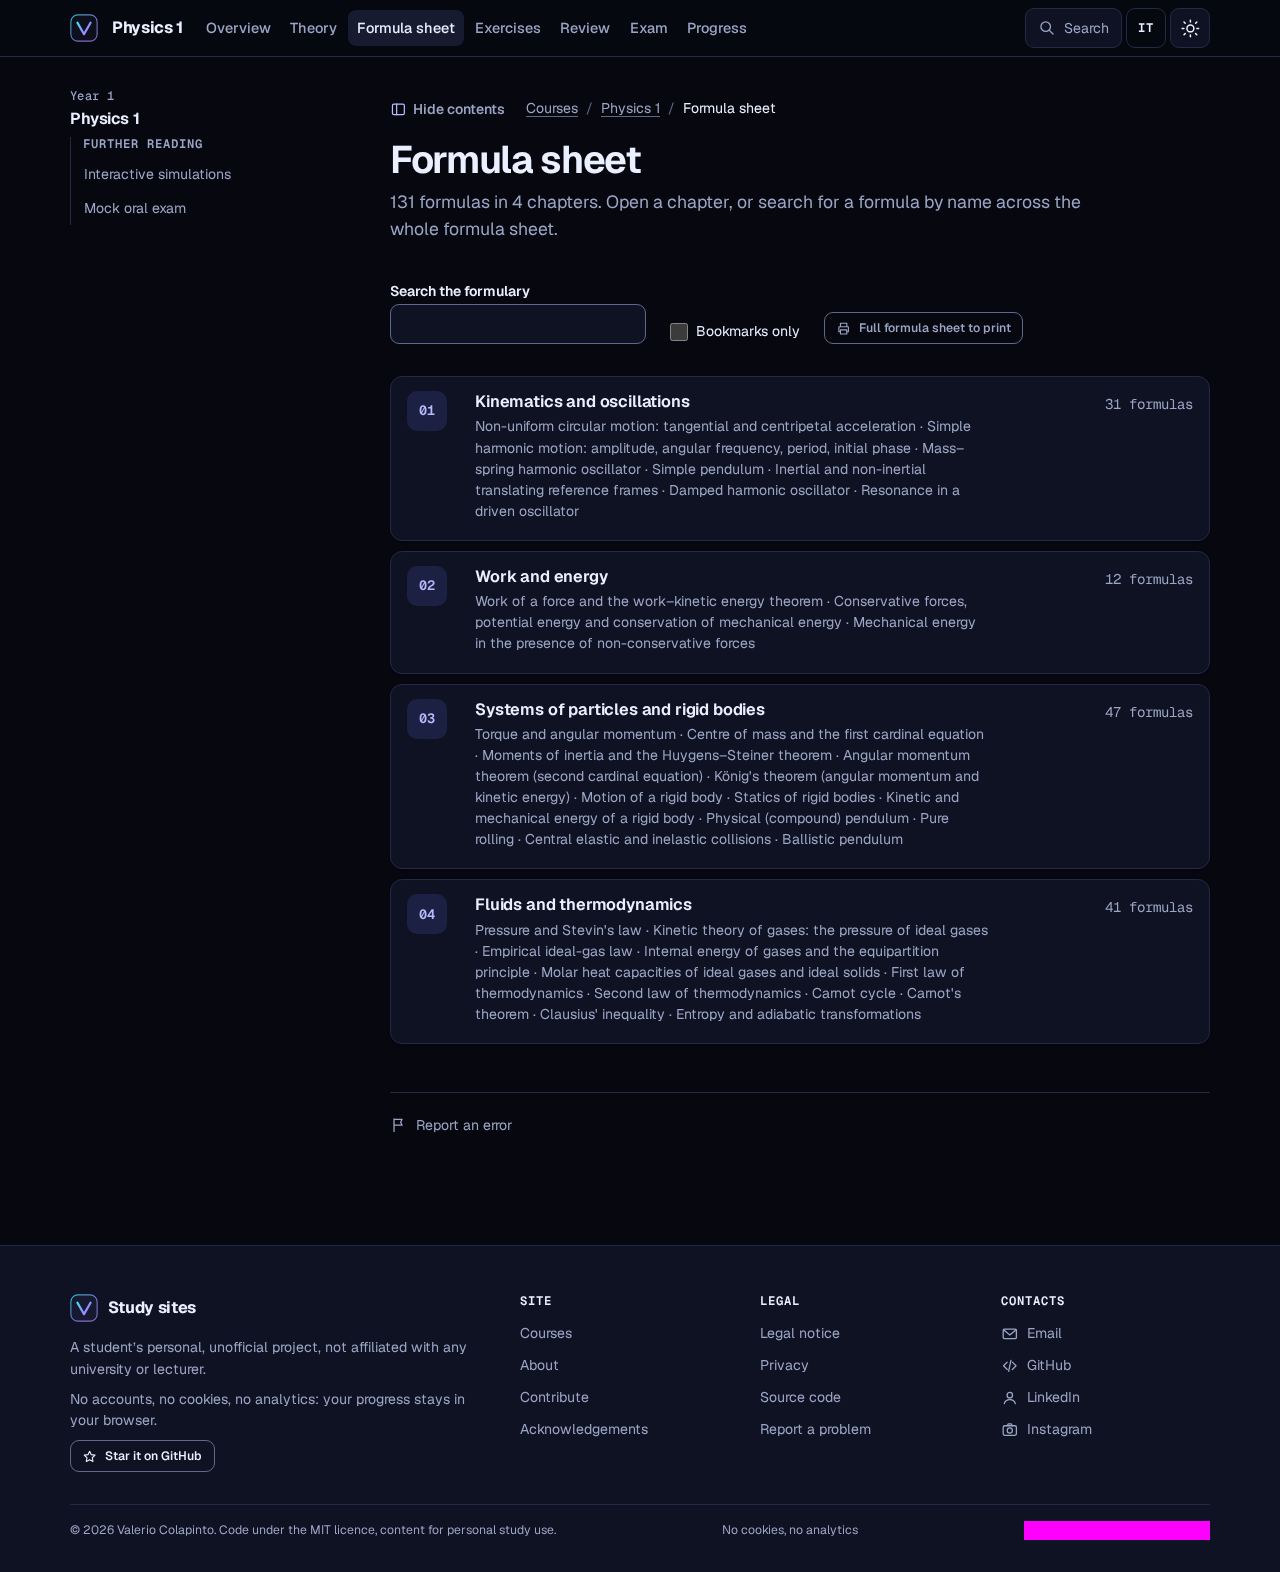 Physics 1
Overview
Theory
Formula sheet
Exercises
Review
Exam
Progress
Search
IT
Year 1
Physics 1
FURTHER READING
Interactive simulations
Mock oral exam
Hide contents
Courses / Physics 1 / Formula sheet
Formula sheet
131 formulas in 4 chapters. Open a chapter, or search for a formula by name across the
whole formula sheet.
Search the formulary
Bookmarks only
Full formula sheet to print
01
Kinematics and oscillations
31 formulas
Non-uniform circular motion: tangential and centripetal acceleration · Simple
harmonic motion: amplitude, angular frequency, period, initial phase · Mass–
spring harmonic oscillator · Simple pendulum · Inertial and non-inertial
translating reference frames · Damped harmonic oscillator · Resonance in a
driven oscillator
02
Work and energy
12 formulas
Work of a force and the work–kinetic energy theorem · Conservative forces,
potential energy and conservation of mechanical energy · Mechanical energy
in the presence of non-conservative forces
03
Systems of particles and rigid bodies
47 formulas
Torque and angular momentum · Centre of mass and the first cardinal equation
· Moments of inertia and the Huygens–Steiner theorem · Angular momentum
theorem (second cardinal equation) · König's theorem (angular momentum and
kinetic energy) · Motion of a rigid body · Statics of rigid bodies · Kinetic and
mechanical energy of a rigid body · Physical (compound) pendulum · Pure
rolling · Central elastic and inelastic collisions · Ballistic pendulum
04
Fluids and thermodynamics
41 formulas
Pressure and Stevin's law · Kinetic theory of gases: the pressure of ideal gases
· Empirical ideal-gas law · Internal energy of gases and the equipartition
principle · Molar heat capacities of ideal gases and ideal solids · First law of
thermodynamics · Second law of thermodynamics · Carnot cycle · Carnot's
theorem · Clausius' inequality · Entropy and adiabatic transformations
Report an error
Study sites
A student's personal, unofficial project, not affiliated with any
university or lecturer.
No accounts, no cookies, no analytics: your progress stays in
your browser.
Star it on GitHub
SITE
Courses
About
Contribute
Acknowledgements
LEGAL
Legal notice
Privacy
Source code
Report a problem
CONTACTS
Email
GitHub
LinkedIn
Instagram
© 2026 Valerio Colapinto. Code under the MIT licence, content for personal study use.
No cookies, no analytics